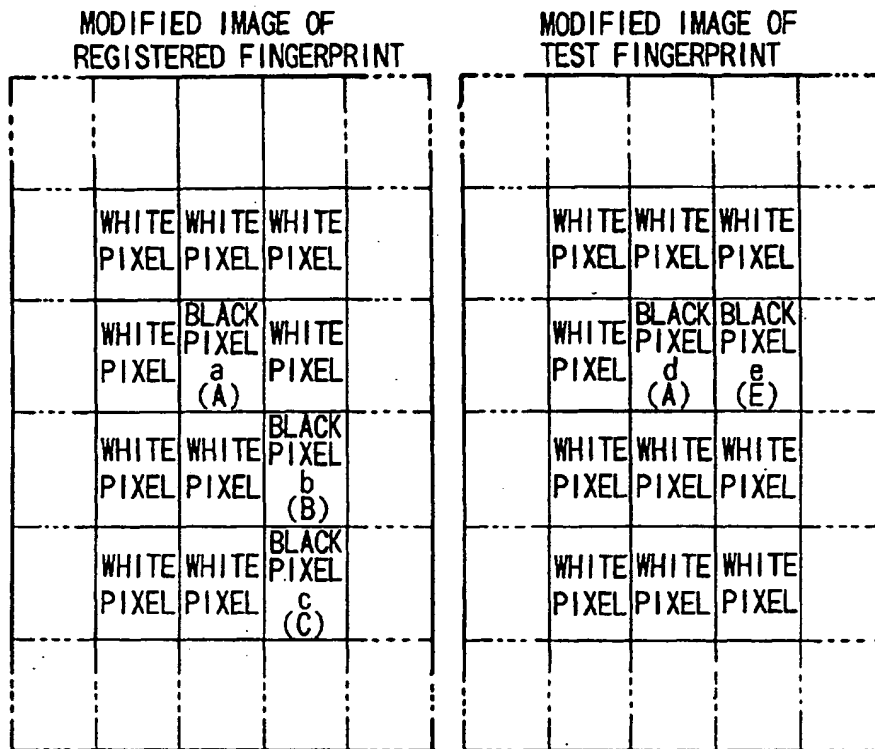 MODIFIED IMAGE OF
REGISTERED FINGERPRINT
WHITE WHITE WHITE
PIXEL PIXEL PIXEL
WHITE PIXEL
BLACK PIXEL a (A)
WHITE PIXEL
WHITE PIXEL
WHITE PIXEL
BLACK PIXEL b (B)
WHITE PIXEL
WHITE PIXEL
BLACK PIXEL c (C)
MODIFIED IMAGE OF
TEST FINGERPRINT
WHITE WHITE WHITE
PIXEL PIXEL PIXEL
WHITE PIXEL
BLACK PIXEL d (A)
BLACK PIXEL e (E)
WHITE WHITE WHITE
PIXEL PIXEL PIXEL
WHITE WHITE WHITE
PIXEL PIXEL PIXEL